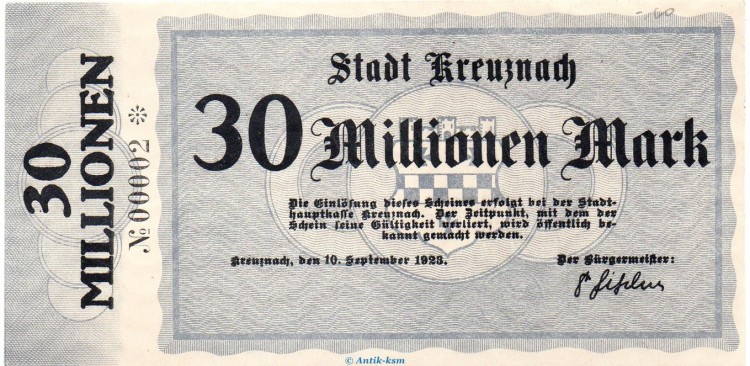 30
MILLIONEN
№ 00002 *
Stadt Kreuznach
30 Millionen Mark
Die Einlösung dieses Scheines erfolgt bei der Stadt-
hauptkasse Kreuznach. Der Zeitpunkt, mit dem der
Schein seine Gültigkeit verliert, wird öffentlich be-
kannt gemacht werden.
Kreuznach, den 10. September 1923.
Der Bürgermeister:
© Antik-ksm